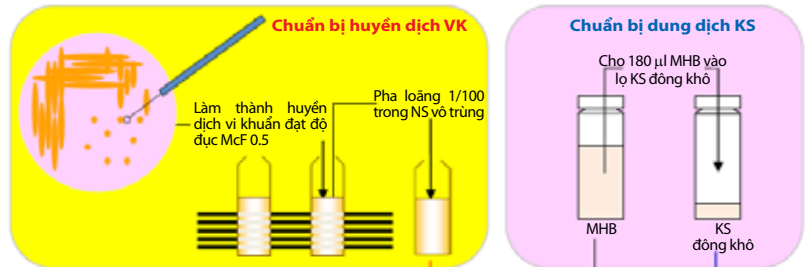 Chuẩn bị huyền dịch VK
Làm thành huyền
dịch vi khuẩn đạt độ
đục McF 0.5
Pha loãng 1/100
trong NS vô trùng
Chuẩn bị dung dịch KS
Cho 180 µl MHB vào
lọ KS đông khô
MHB
KS
đông khô